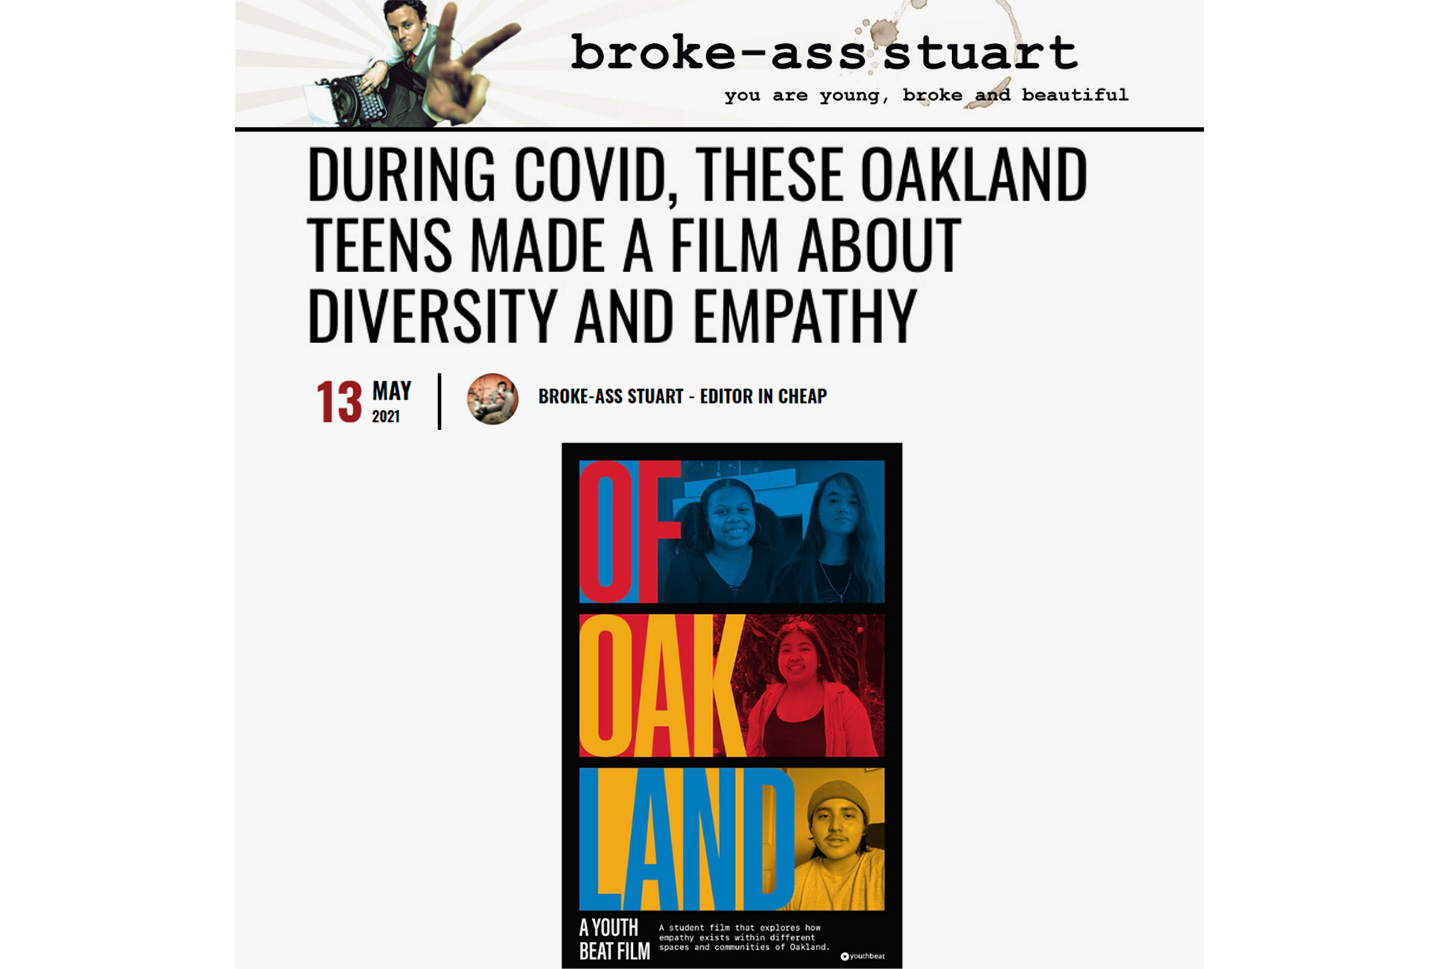 broke-ass stuart
you are young, broke and beautiful
DURING COVID, THESE OAKLAND
TEENS MADE A FILM ABOUT
DIVERSITY AND EMPATHY
13 MAY
2021
BROKE-ASS STUART - EDITOR IN CHEAP
OF
OAK
LAND
A YOUTH
BEAT FILM
A student film that explores how
empathy exists within different
spaces and communities of Oakland.
youthbeat